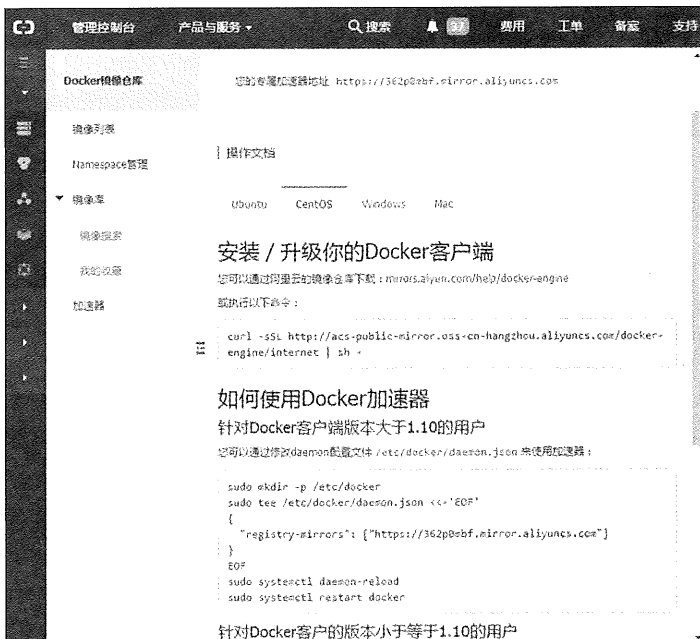 管理控制台 产品与服务 搜索 37 费用 工单 备案 支持
Docker镜像仓库
镜像列表
Namespace管理
镜像库
镜像搜索
我的收藏
加速器
您的专属加速器地址 https://362p0mbf.mirror.aliyuncs.com
操作文档
Ubuntu CentOS Windows Mac
安装 / 升级你的Docker客户端
您可以通过阿里云的镜像仓库下载：mirrors.aliyun.com/help/docker-engine
或执行以下命令：
curl -sSL http://acs-public-mirror.oss-cn-hangzhou.aliyuncs.com/docker-
engine/internet | sh -
如何使用Docker加速器
针对Docker客户端版本大于1.10的用户
您可以通过修改daemon配置文件 /etc/docker/daemon.json 来使用加速器：
sudo mkdir -p /etc/docker
sudo tee /etc/docker/daemon.json <<-'EOF'
{
"registry-mirrors": ["https://362p0mbf.mirror.aliyuncs.com"]
}
EOF
sudo systemctl daemon-reload
sudo systemctl restart docker
针对Docker客户的版本小于等于1.10的用户